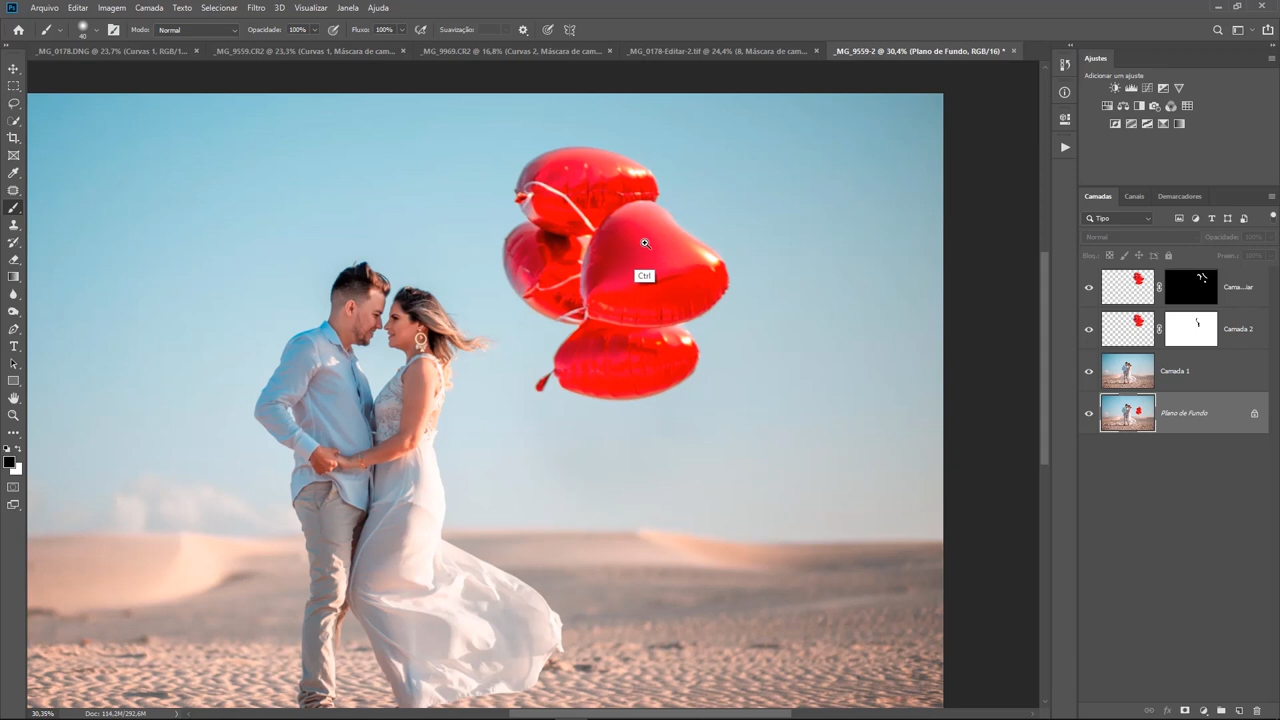 Arquivo Editar Imagem Camada Texto Selecionar Filtro 3D Visualizar Janela Ajuda
40 Modo: Normal Opacidade: 100% Fluxo: 100% Suavização:
_MG_0178.DNG @ 23,7% (Curvas 1, RGB/1... × _MG_9559.CR2 @ 23,3% (Curvas 1, Máscara de cam... × _MG_9969.CR2 @ 16,8% (Curvas 2, Máscara de cam... × _MG_0178-Editar-2.tif @ 24,4% (8, Máscara de cam... × _MG_9559-2 @ 30,4% (Plano de Fundo, RGB/16) * ×
Ajustes
Adicionar um ajuste
Camadas Canais Demarcadores
Tipo
Normal Opacidade: 100%
Bloq.: Preen.: 100%
Cama...iar
Camada 2
Camada 1
Plano de Fundo
Ctrl
30,35% Doc: 114,2M/292,6M